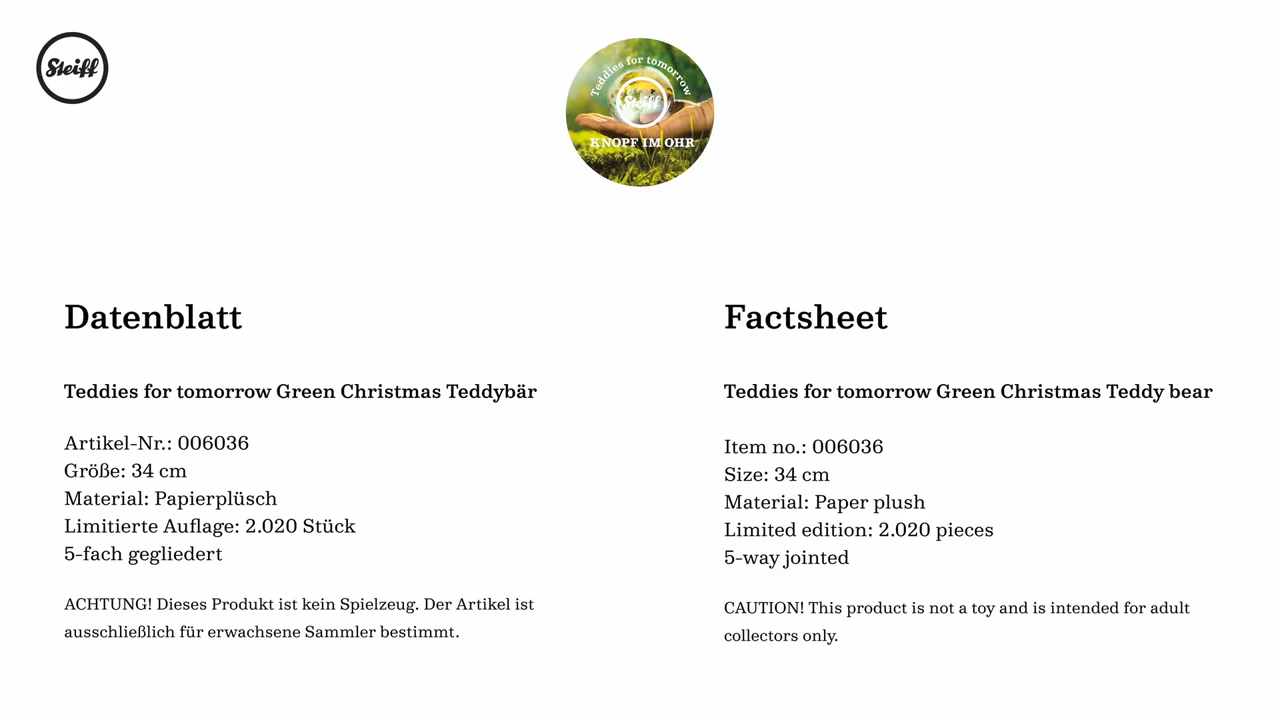 Steiff
Teddies for tomorrow
Steiff
KNOPF IM OHR
Datenblatt
Teddies for tomorrow Green Christmas Teddybär
Artikel-Nr.: 006036
Größe: 34 cm
Material: Papierplüsch
Limitierte Auflage: 2.020 Stück
5-fach gegliedert
ACHTUNG! Dieses Produkt ist kein Spielzeug. Der Artikel ist
ausschließlich für erwachsene Sammler bestimmt.
Factsheet
Teddies for tomorrow Green Christmas Teddy bear
Item no.: 006036
Size: 34 cm
Material: Paper plush
Limited edition: 2.020 pieces
5-way jointed
CAUTION! This product is not a toy and is intended for adult
collectors only.